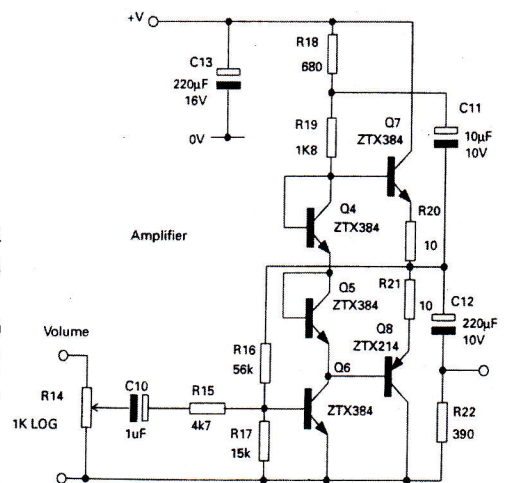 +V
R18
680
C13
220µF
16V
0V
R19
1K8
Q7
ZTX384
C11
10µF
10V
Q4
ZTX384
R20
10
Amplifier
Q5
ZTX384
R21
10
C12
220µF
10V
Q8
ZTX214
Volume
R14
1K LOG
C10
1uF
R15
4k7
R16
56k
R17
15k
Q6
ZTX384
R22
390